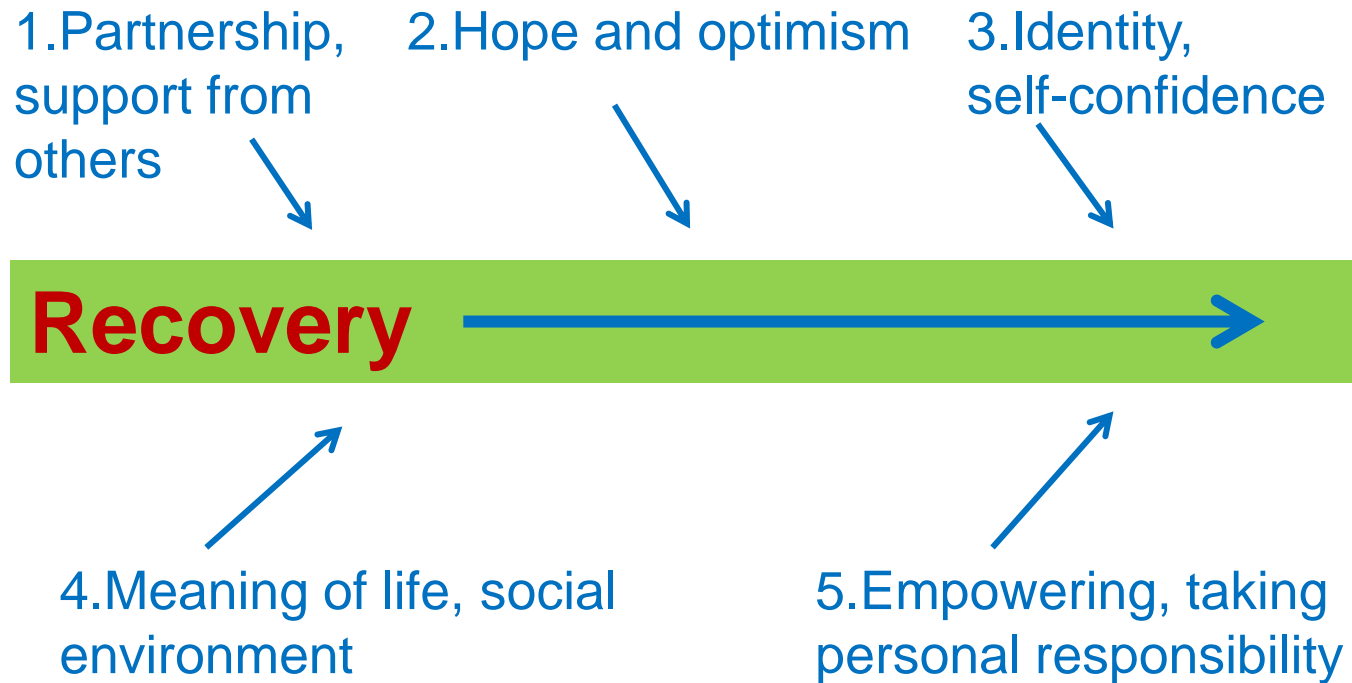 1.Partnership,
support from
others
2.Hope and optimism
3.Identity,
self-confidence
Recovery
4.Meaning of life, social
environment
5.Empowering, taking
personal responsibility